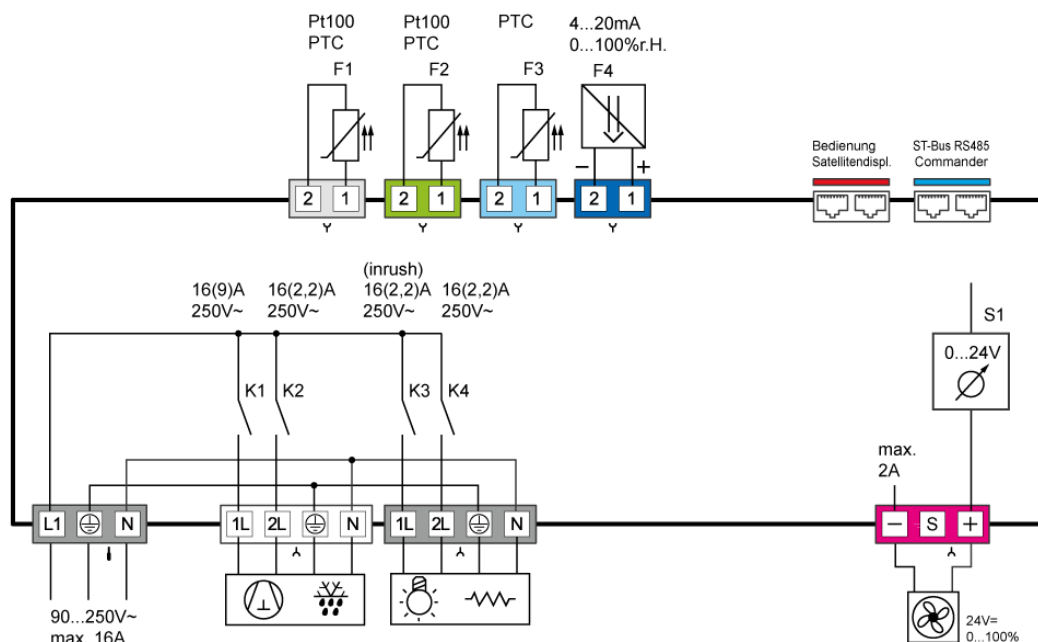 Pt100
PTC
F1
Pt100
PTC
F2
PTC
F3
4...20mA
0...100%r.H.
F4
− +
2 1
2 1
2 1
2 1
Bedienung
Satellitendispl.
ST-Bus RS485
Commander
16(9)A
250V~
16(2,2)A
250V~
(inrush)
16(2,2)A
250V~
16(2,2)A
250V~
K1
K2
K3
K4
S1
0...24V
max.
2A
L1 N
1L 2L N
1L 2L N
− S +
90...250V~
max. 16A
24V=
0...100%